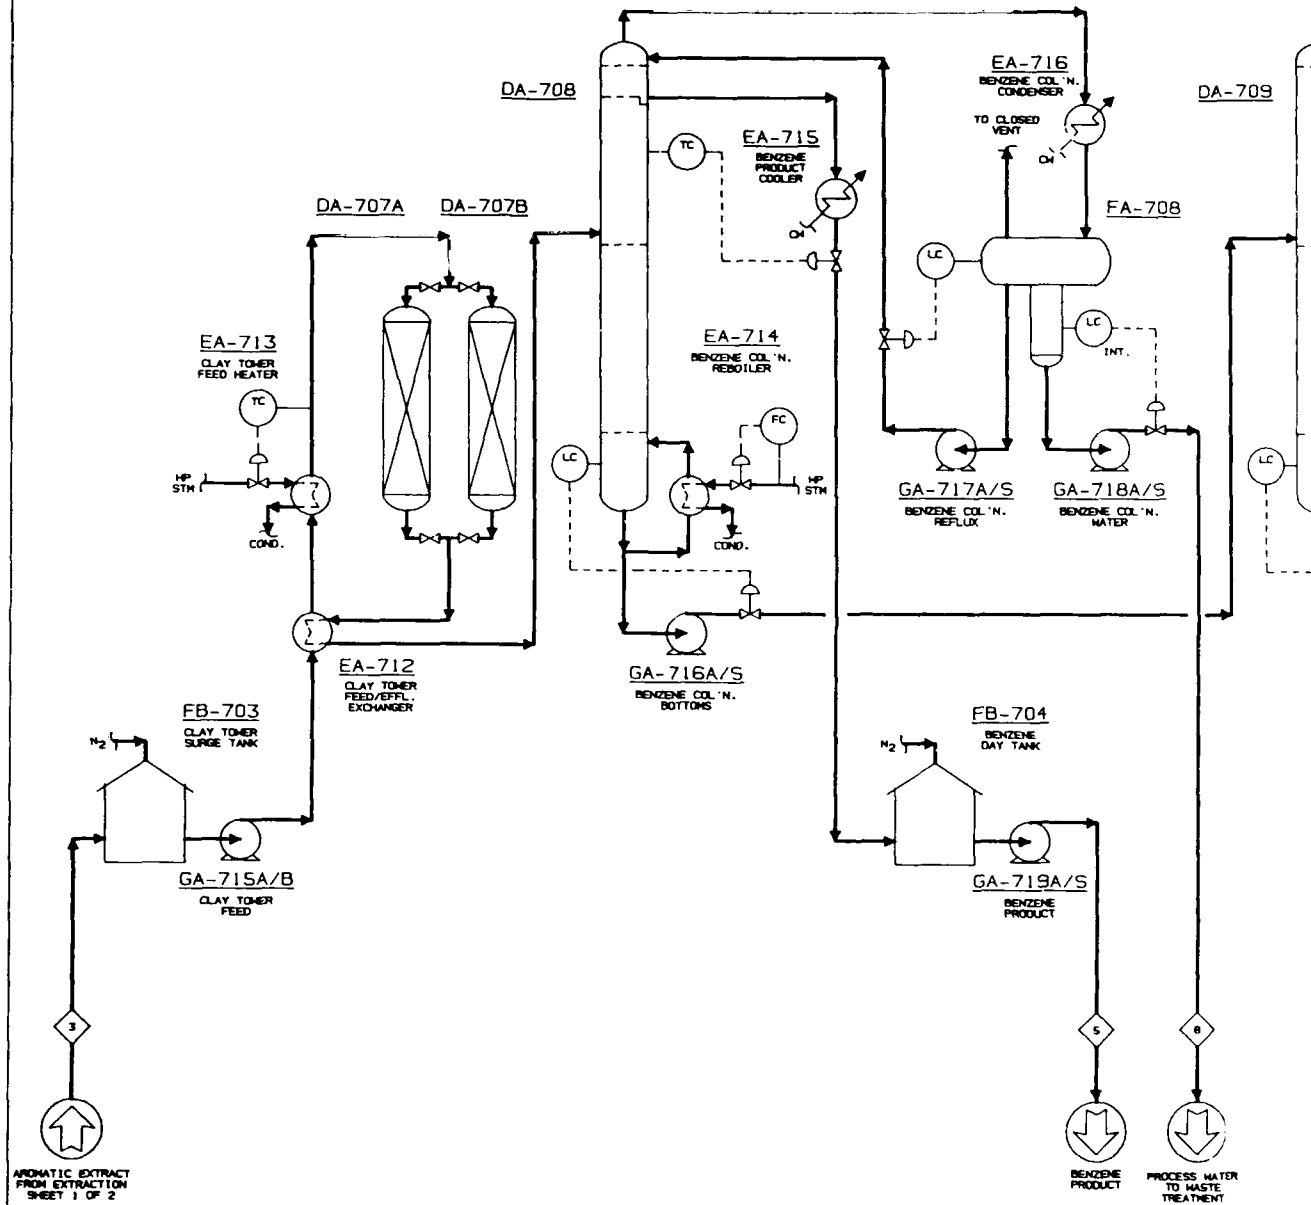 DA-708
EA-716
BENZENE COL'N.
CONDENSER
DA-709
TO CLOSED
VENT
CW
TC
EA-715
BENZENE
PRODUCT
COOLER
CW
DA-707A
DA-707B
FA-708
LC
EA-713
CLAY TOWER
FEED HEATER
TC
EA-714
BENZENE COL'N.
REBOILER
LC
INT.
FC
LC
LC
HP
STM
HP
STM
COND.
COND.
GA-717A/S
BENZENE COL'N.
REFLUX
GA-718A/S
BENZENE COL'N.
WATER
EA-712
CLAY TOWER
FEED/EFFL.
EXCHANGER
GA-716A/S
BENZENE COL'N.
BOTTOMS
FB-703
CLAY TOWER
SURGE TANK
N2
FB-704
BENZENE
DAY TANK
N2
GA-715A/B
CLAY TOWER
FEED
GA-719A/S
BENZENE
PRODUCT
3
5
8
AROMATIC EXTRACT
FROM EXTRACTION
SHEET 1 OF 2
BENZENE
PRODUCT
PROCESS WATER
TO WASTE
TREATMENT